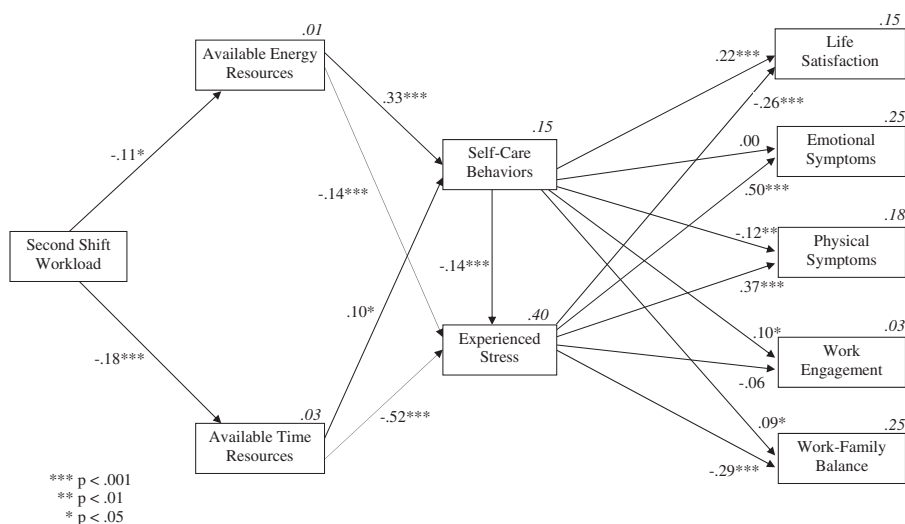 .01
Available Energy
Resources
.15
Life
Satisfaction
.22***
.33***
-.26***
.25
Emotional
Symptoms
.15
Self-Care
Behaviors
.00
.50***
-.11*
-.14***
.18
Physical
Symptoms
-.12**
Second Shift
Workload
-.14***
.37***
.10*
.40
Experienced
Stress
.10*
.03
Work
Engagement
-.06
-.18***
.03
Available Time
Resources
-.52***
.09*
.25
Work-Family
Balance
-.29***
*** p < .001
** p < .01
* p < .05